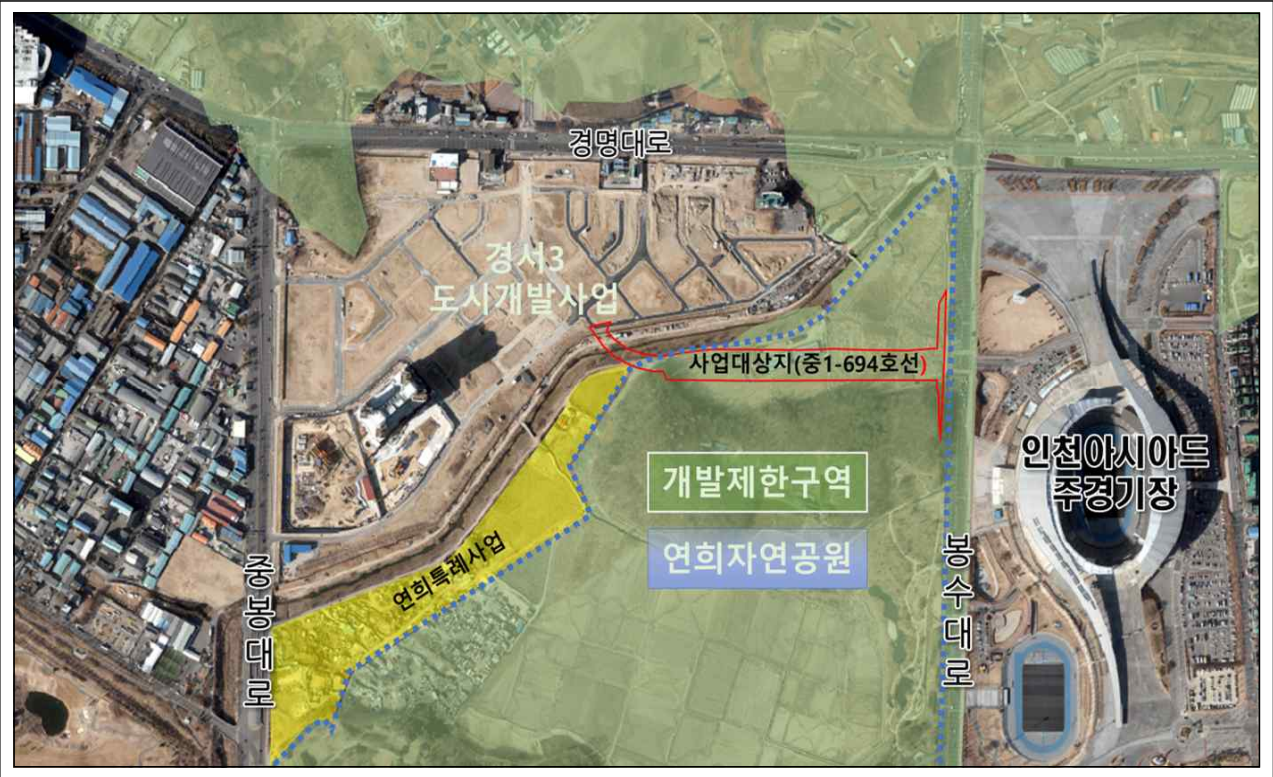 경명대로
경서3
도시개발사업
사업대상지(중1-694호선)
인천아시아드
주경기장
개발제한구역
연희자연공원
연희특례사업
중봉대로
봉수대로